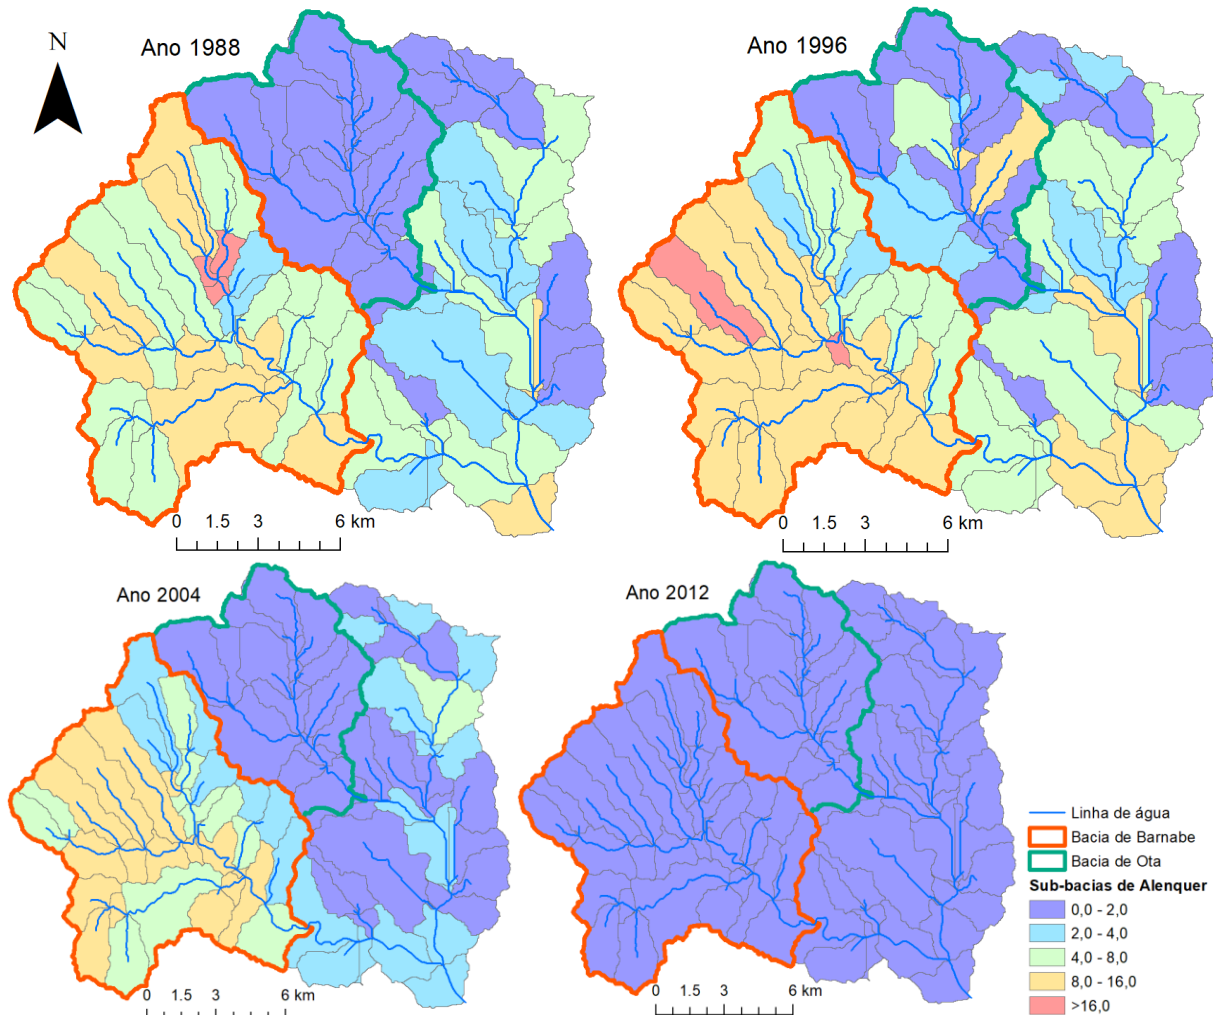 N
Ano 1988
Ano 1996
0 1.5 3 6 km
0 1.5 3 6 km
Ano 2004
Ano 2012
0 1.5 3 6 km
0 1.5 3 6 km
Linha de água
Bacia de Barnabe
Bacia de Ota
Sub-bacias de Alenquer
0,0 - 2,0
2,0 - 4,0
4,0 - 8,0
8,0 - 16,0
>16,0